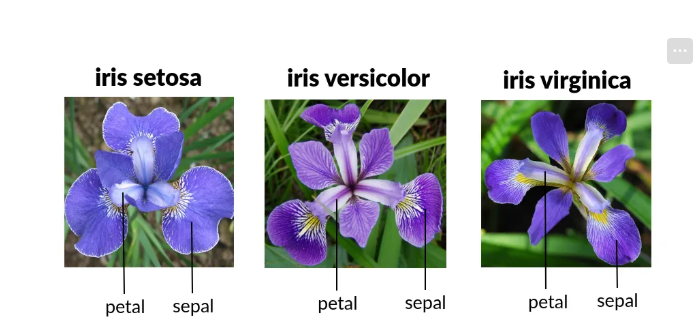 iris setosa
iris versicolor
iris virginica
petal
sepal
petal
sepal
petal
sepal